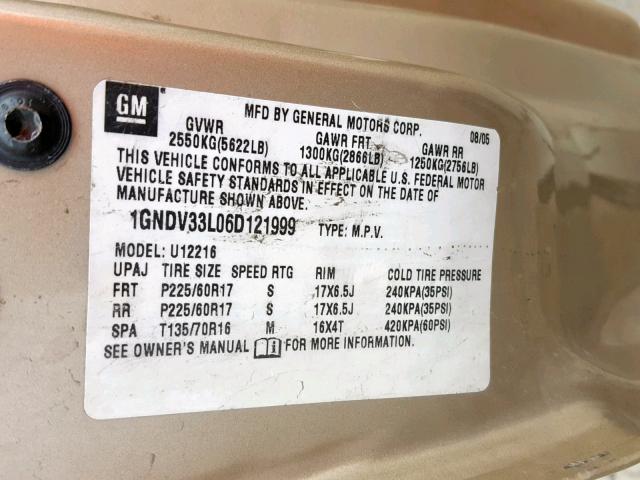 GM
MFD BY GENERAL MOTORS CORP. 08/05
GVWR GAWR FRT GAWR RR
2550KG(5622LB) 1300KG(2866LB) 1250KG(2756LB)
THIS VEHICLE CONFORMS TO ALL APPLICABLE U.S. FEDERAL MOTOR
VEHICLE SAFETY STANDARDS IN EFFECT ON THE DATE OF
MANUFACTURE SHOWN ABOVE.
1GNDV33L06D121999 TYPE: M.P.V.
MODEL: U12216
UPAJ TIRE SIZE SPEED RTG RIM COLD TIRE PRESSURE
FRT P225/60R17 S 17X6.5J 240KPA(35PSI)
RR P225/60R17 S 17X6.5J 240KPA(35PSI)
SPA T135/70R16 M 16X4T 420KPA(60PSI)
SEE OWNER'S MANUAL FOR MORE INFORMATION.